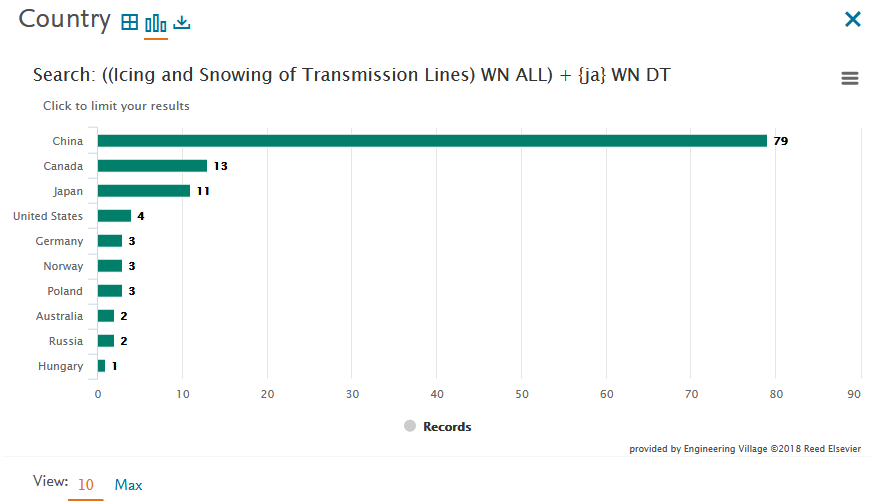 Country
Search: ((Icing and Snowing of Transmission Lines) WN ALL) + {ja} WN DT
Click to limit your results
China 79
Canada 13
Japan 11
United States 4
Germany 3
Norway 3
Poland 3
Australia 2
Russia 2
Hungary 1
0 10 20 30 40 50 60 70 80 90
Records
provided by Engineering Village ©2018 Reed Elsevier
View: 10 Max